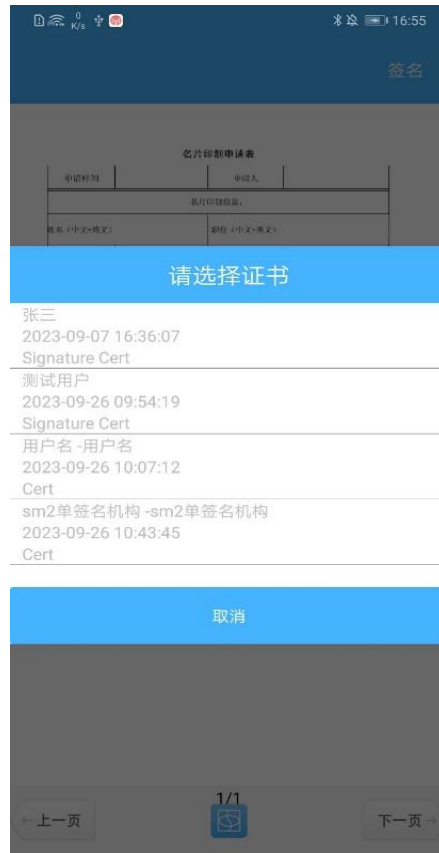 0
K/s
16:55
签名
名片印制申请表
申请时间 申请人
名片印制信息:
姓名（中文+英文） 职位（中文+英文）
请选择证书
张三
2023-09-07 16:36:07
Signature Cert
测试用户
2023-09-26 09:54:19
Signature Cert
用户名 -用户名
2023-09-26 10:07:12
Cert
sm2单签名机构 -sm2单签名机构
2023-09-26 10:43:45
Cert
取消
1/1
←上一页 下一页→